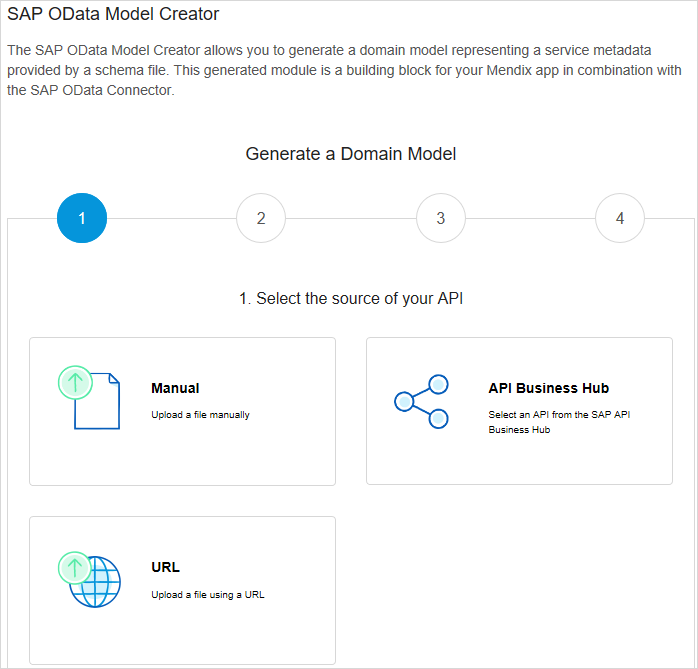 SAP OData Model Creator
The SAP OData Model Creator allows you to generate a domain model representing a service metadata
provided by a schema file. This generated module is a building block for your Mendix app in combination with
the SAP OData Connector.
Generate a Domain Model
1
2
3
4
1. Select the source of your API
Manual
Upload a file manually
API Business Hub
Select an API from the SAP API
Business Hub
URL
Upload a file using a URL